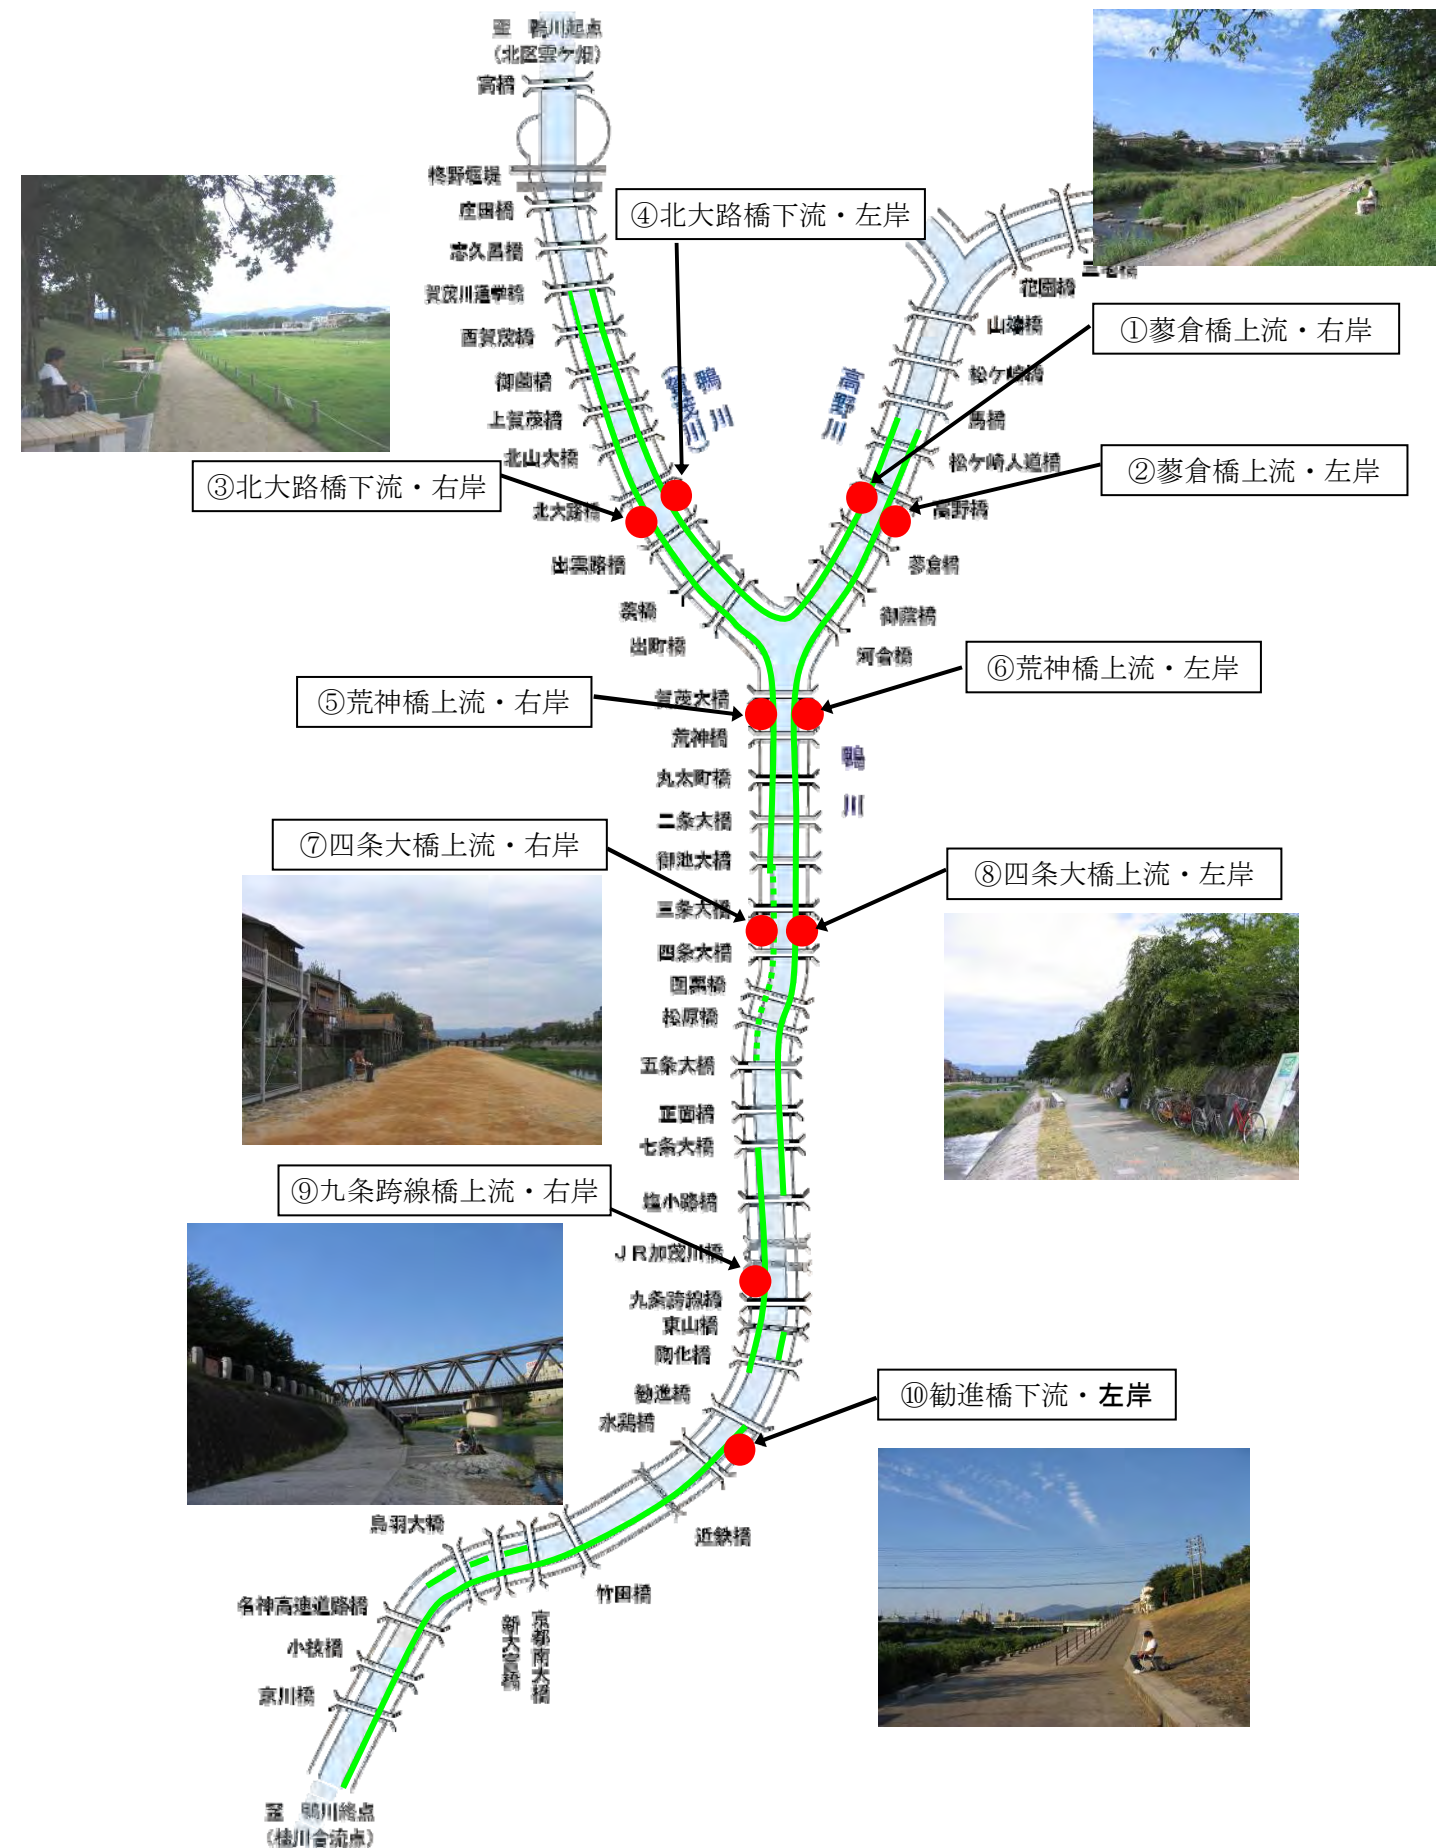 至　鴨川起点
（北区雲ケ畑）
高橋
柊野堰堤
庄田橋
志久呂橋
賀茂川通学橋
西賀茂橋
御薗橋
上賀茂橋
北山大橋
北大路橋
出雲路橋
葵橋
出町橋
④北大路橋下流・左岸
③北大路橋下流・右岸
鴨川
（賀茂川）
高野川
三宅橋
花園橋
山端橋
松ケ崎橋
馬橋
松ケ崎人道橋
高野橋
蓼倉橋
御蔭橋
河合橋
①蓼倉橋上流・右岸
②蓼倉橋上流・左岸
⑥荒神橋上流・左岸
⑤荒神橋上流・右岸
賀茂大橋
荒神橋
鴨川
丸太町橋
二条大橋
御池大橋
⑦四条大橋上流・右岸
⑧四条大橋上流・左岸
三条大橋
四条大橋
団栗橋
松原橋
五条大橋
正面橋
七条大橋
⑨九条跨線橋上流・右岸
塩小路橋
ＪＲ加茂川橋
九条跨線橋
東山橋
陶化橋
勧進橋
水鶏橋
⑩勧進橋下流・左岸
近鉄橋
竹田橋
鳥羽大橋
京都南大橋
新大宮橋
名神高速道路橋
小枝橋
京川橋
至　鴨川終点
（桂川合流点）